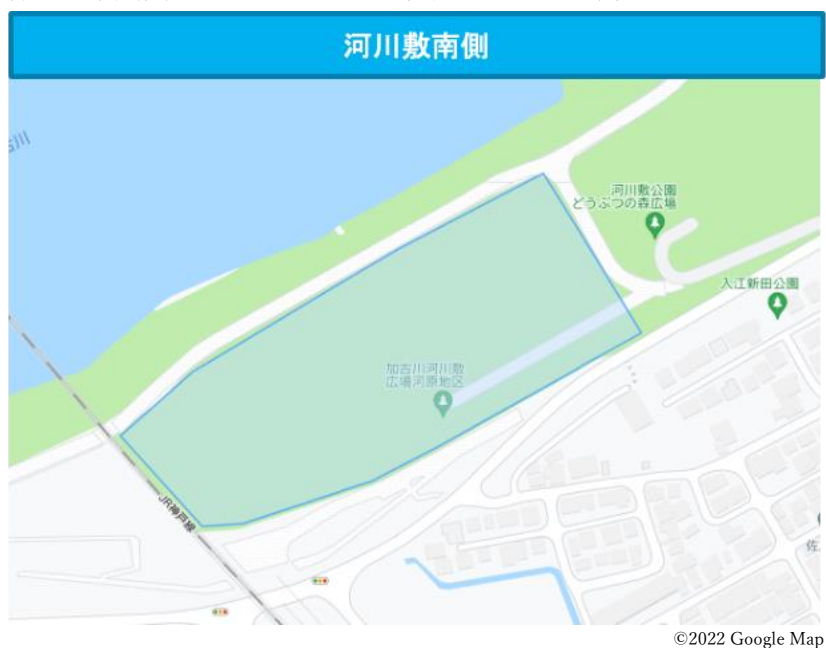 河川敷南側
河川敷公園
どうぶつの森広場
入江新田公園
加古川河川敷
広場河原地区
JR神戸線
佐
©2022 Google Map